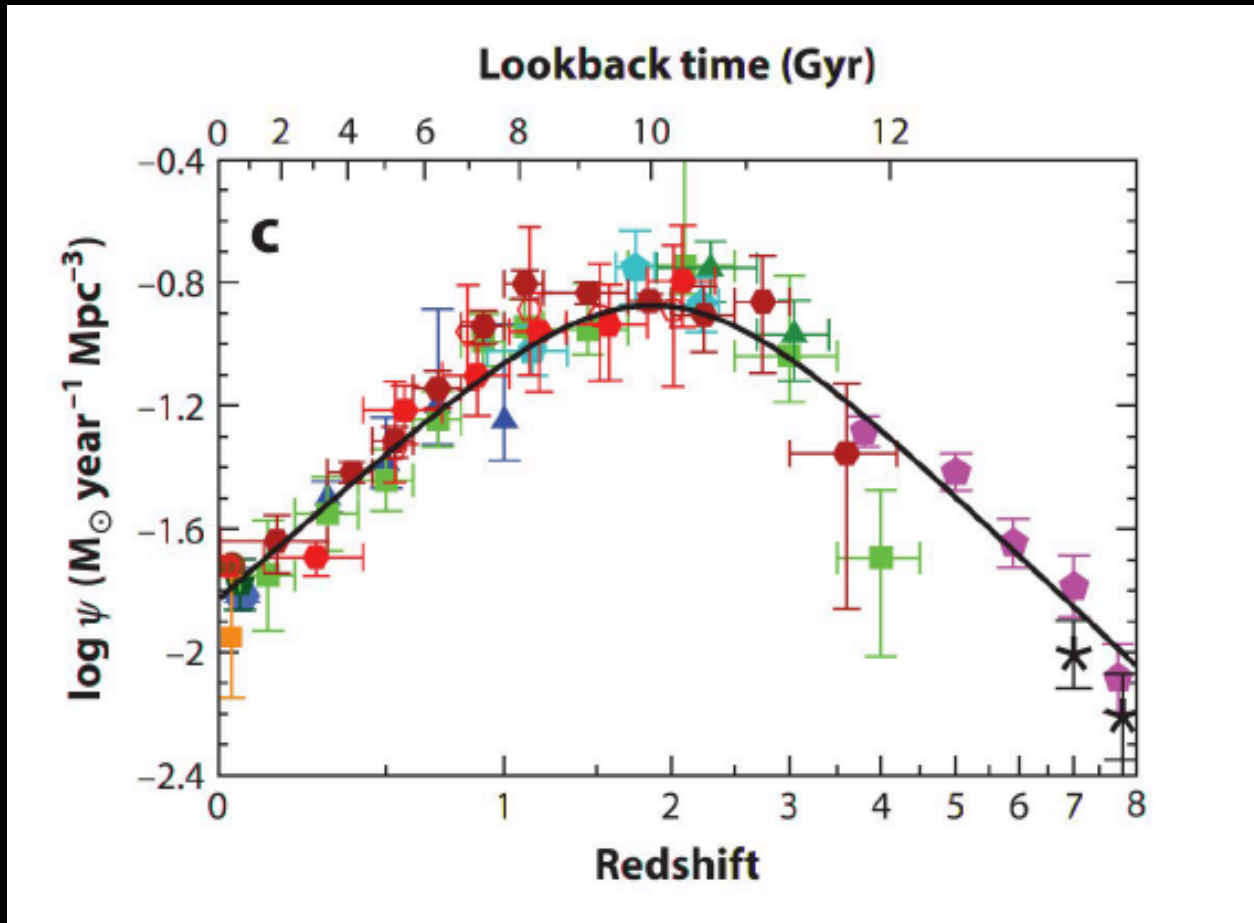 Lookback time (Gyr)
0 2 4 6 8 10 12
c
−0.4
−0.8
−1.2
−1.6
−2
−2.4
log ψ (M⊙ year⁻¹ Mpc⁻³)
0 1 2 3 4 5 6 7 8
Redshift